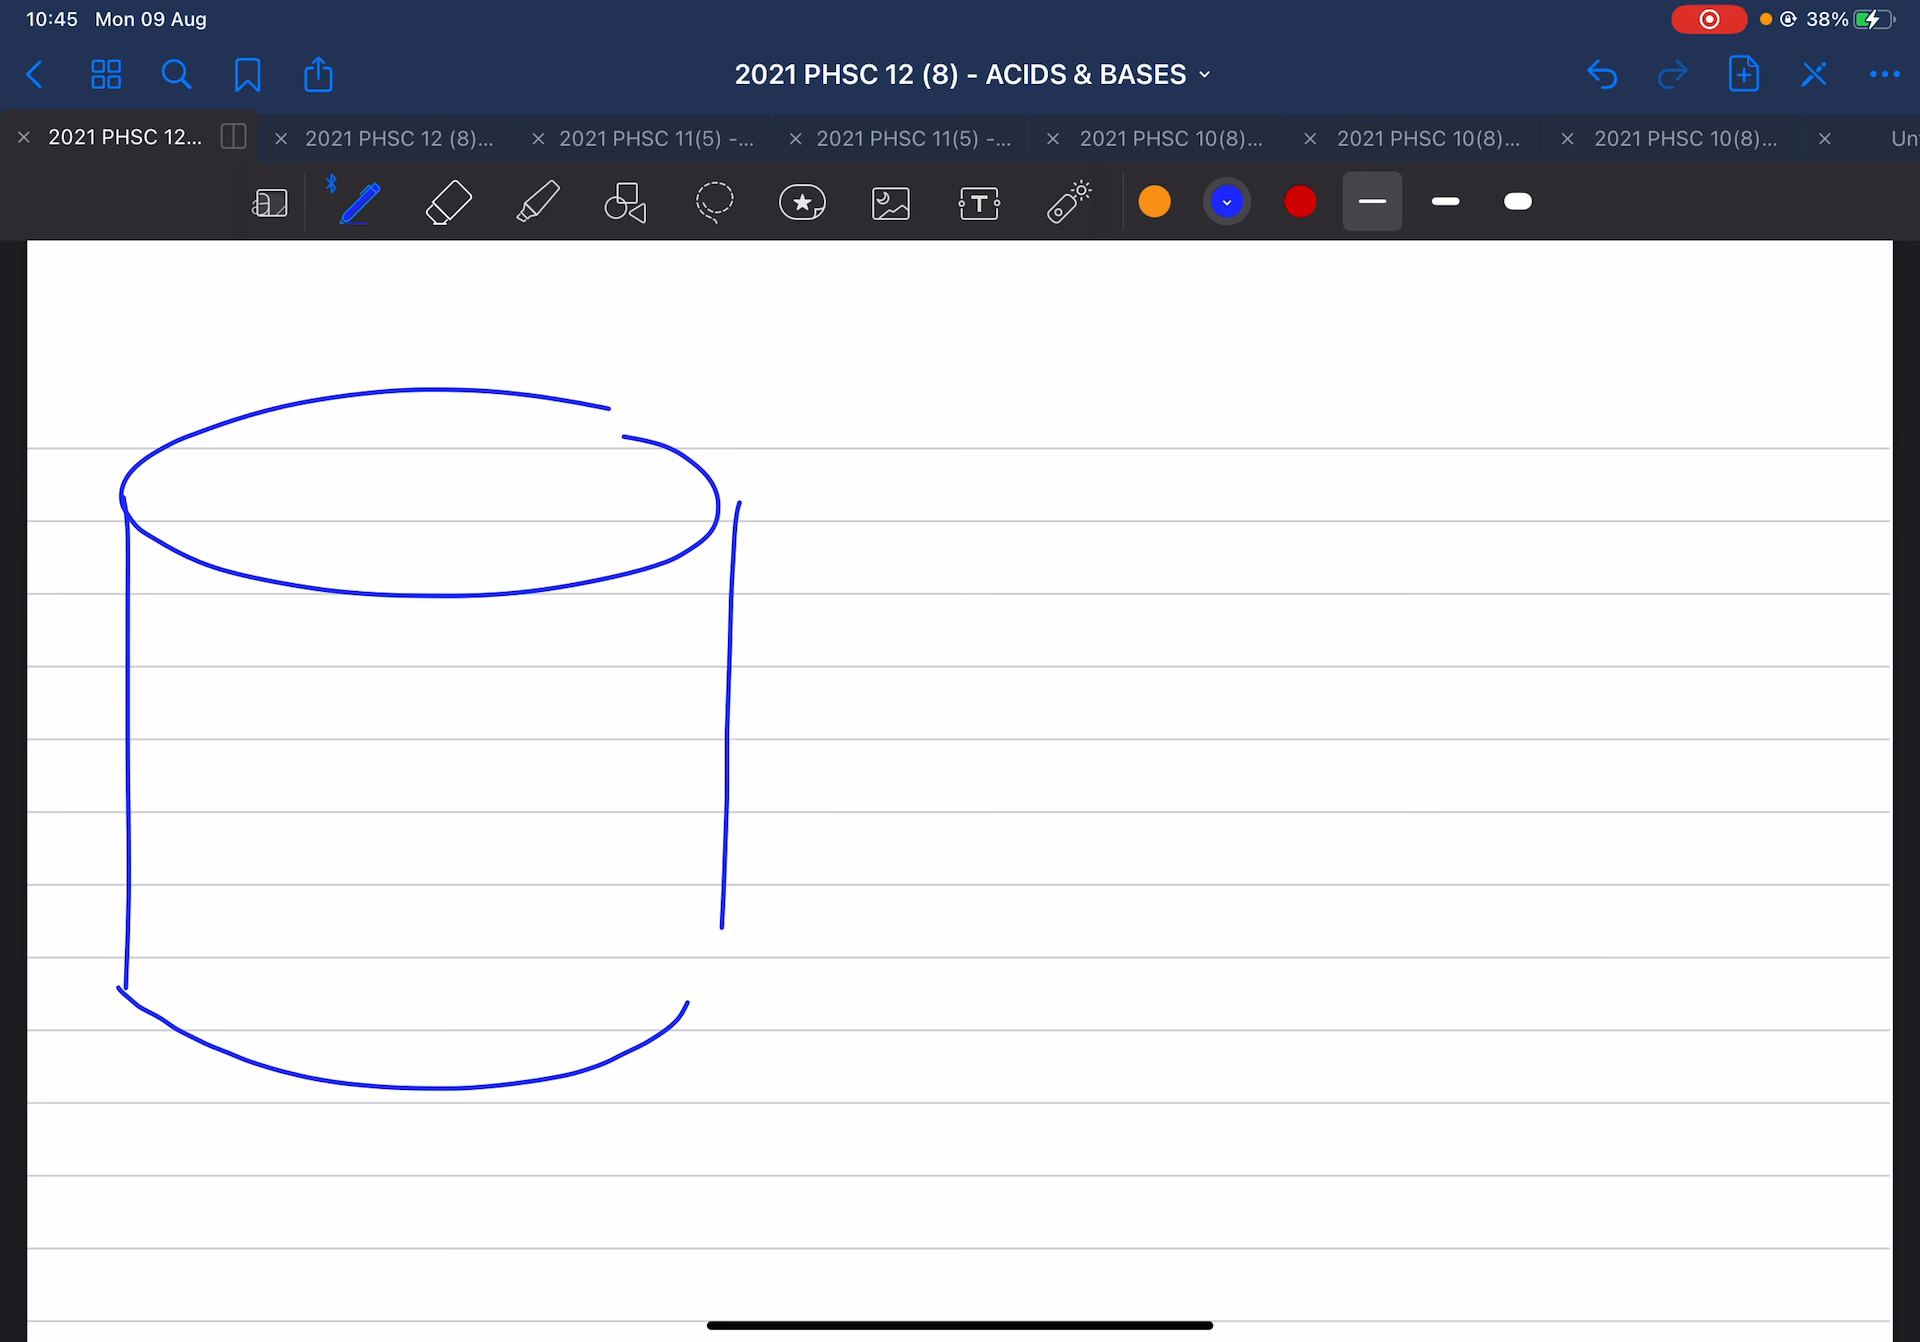 10:45 Mon 09 Aug
38%
2021 PHSC 12 (8) - ACIDS & BASES
2021 PHSC 12... 2021 PHSC 12 (8)... 2021 PHSC 11(5) -... 2021 PHSC 11(5) -... 2021 PHSC 10(8)... 2021 PHSC 10(8)... 2021 PHSC 10(8)... Un
T